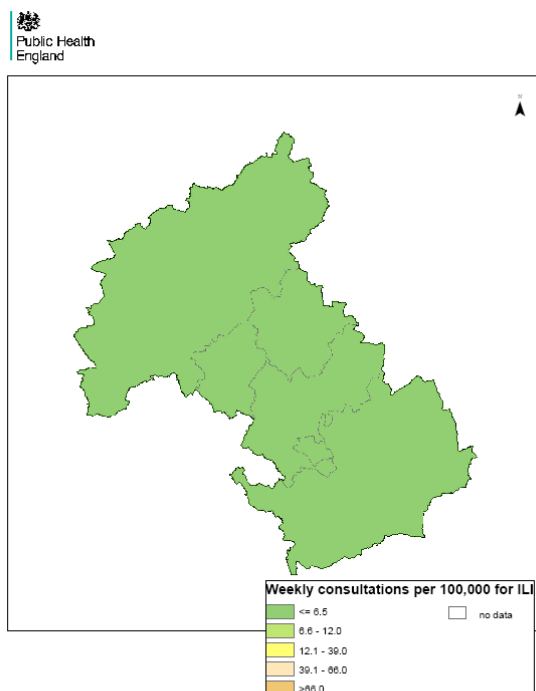 Public Health
England
N
Weekly consultations per 100,000 for ILI
<= 6.5
no data
6.6 - 12.0
12.1 - 39.0
39.1 - 66.0
>66.0